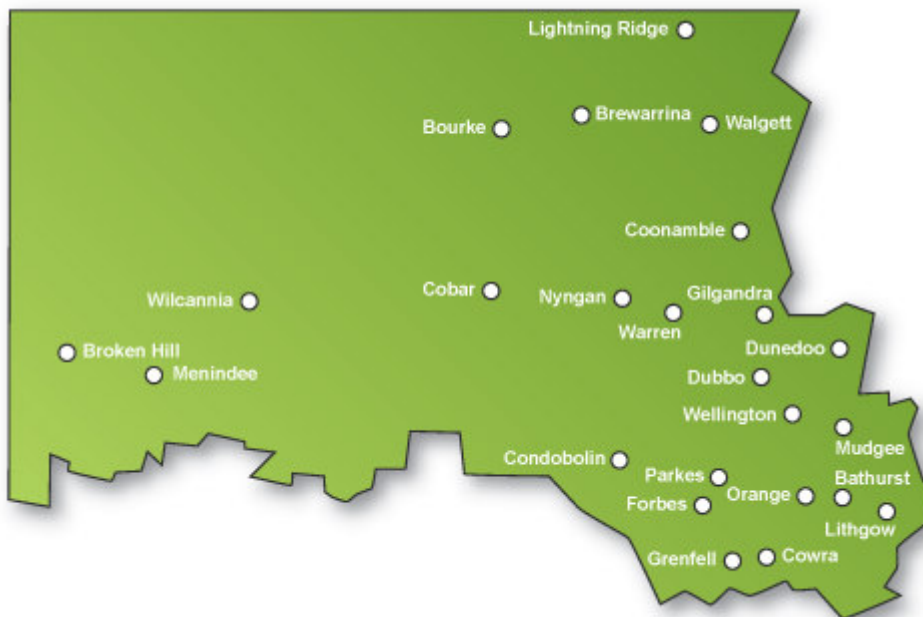 Lightning Ridge
Brewarrina
Bourke
Walgett
Coonamble
Cobar
Wilcannia
Nyngan
Gilgandra
Warren
Broken Hill
Dunedoo
Menindee
Dubbo
Wellington
Mudgee
Condobolin
Parkes
Bathurst
Orange
Forbes
Lithgow
Grenfell
Cowra